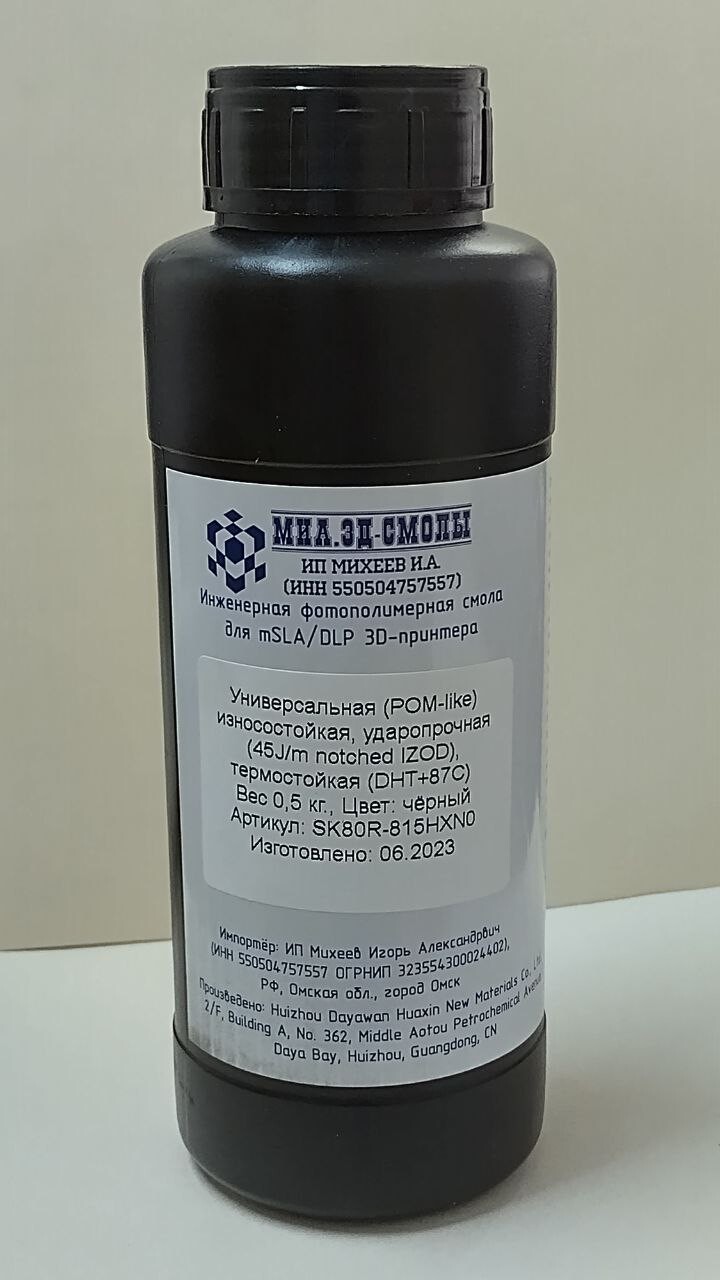 МИА.3Д-СМОЛЫ
ИП МИХЕЕВ И.А.
(ИНН 550504757557)
Инженерная фотополимерная смола
для mSLA/DLP 3D-принтера
Универсальная (POM-like)
износостойкая, ударопрочная
(45J/m notched IZOD),
термостойкая (DHT+87C)
Вес 0,5 кг., Цвет: чёрный
Артикул: SK80R-815HXN0
Изготовлено: 06.2023
Импортёр: ИП Михеев Игорь Александрвич
(ИНН 550504757557 ОГРНИП 323554300024402),
РФ, Омская обл., город Омск
Произведено: Huizhou Dayawan Huaxin New Materials Co., Ltd.
2/F, Building A, No. 362, Middle Aotou Petrochemical Avenue
Daya Bay, Huizhou, Guangdong, CN